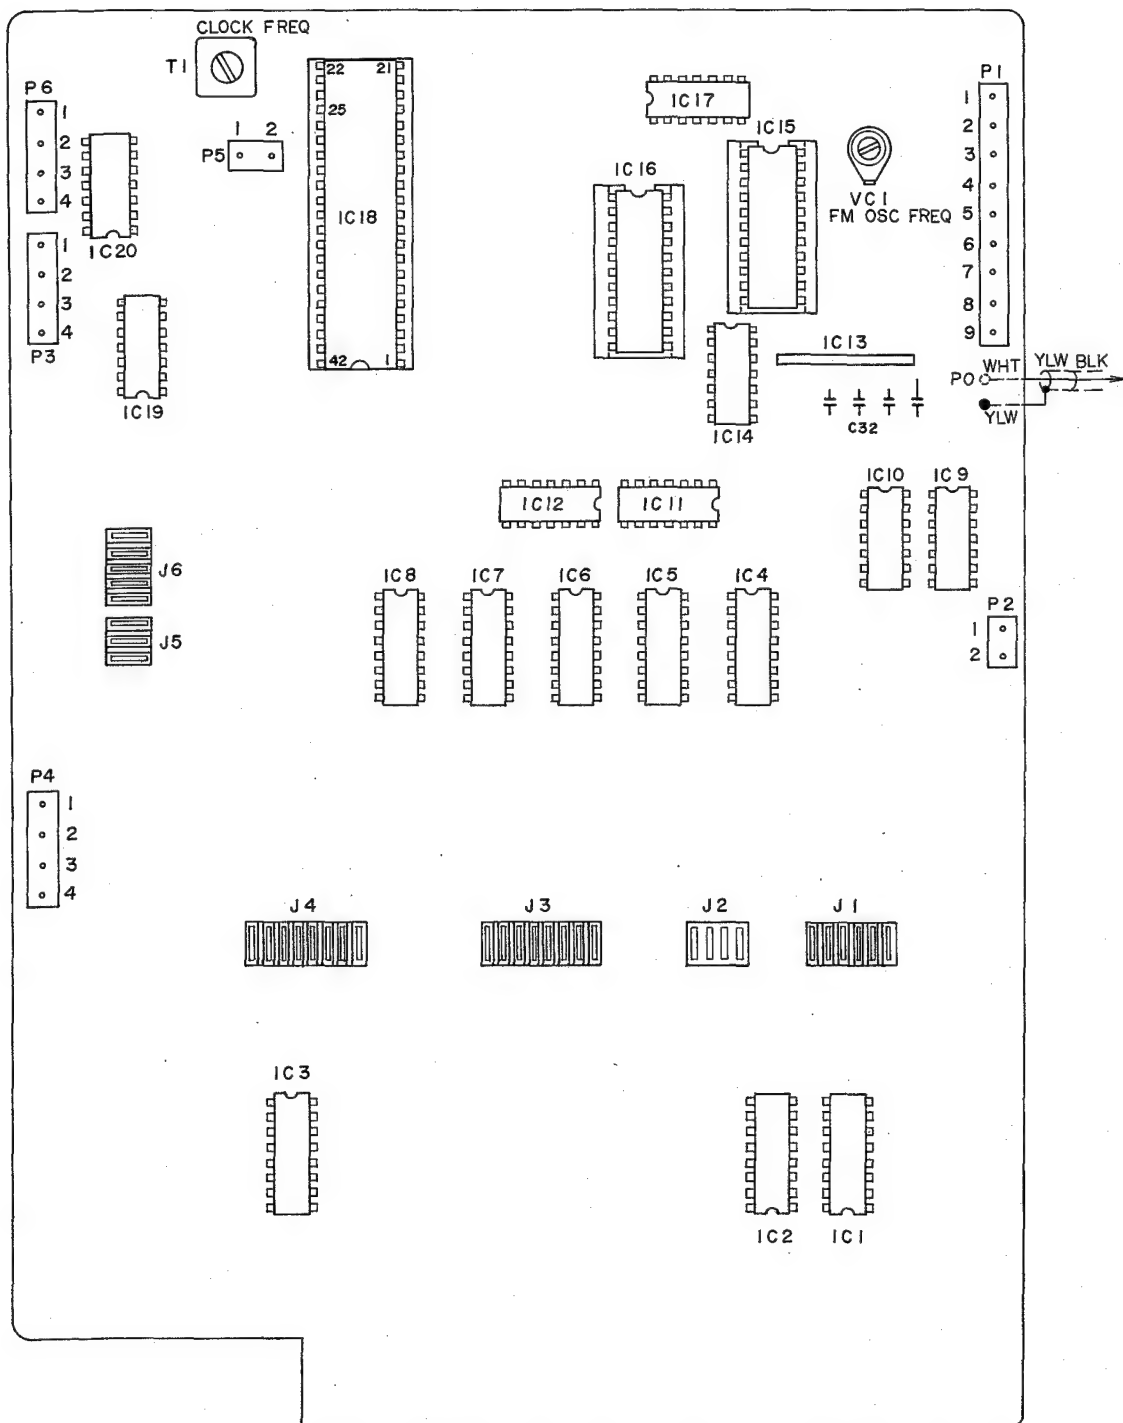 CLOCK FREQ
T1
P6
1
2
3
4
IC20
P5
1 2
22 21
25
IC18
42 1
IC17
IC15
IC16
VC1
FM OSC FREQ
P1
1
2
3
4
5
6
7
8
9
1
2
3
4
P3
IC19
IC13
IC14
C32
P0
WHT
YLW BLK
YLW
IC12
IC11
IC10
IC9
J6
J5
IC8
IC7
IC6
IC5
IC4
P2
1
2
P4
1
2
3
4
J4
J3
J2
J1
IC3
IC2
IC1